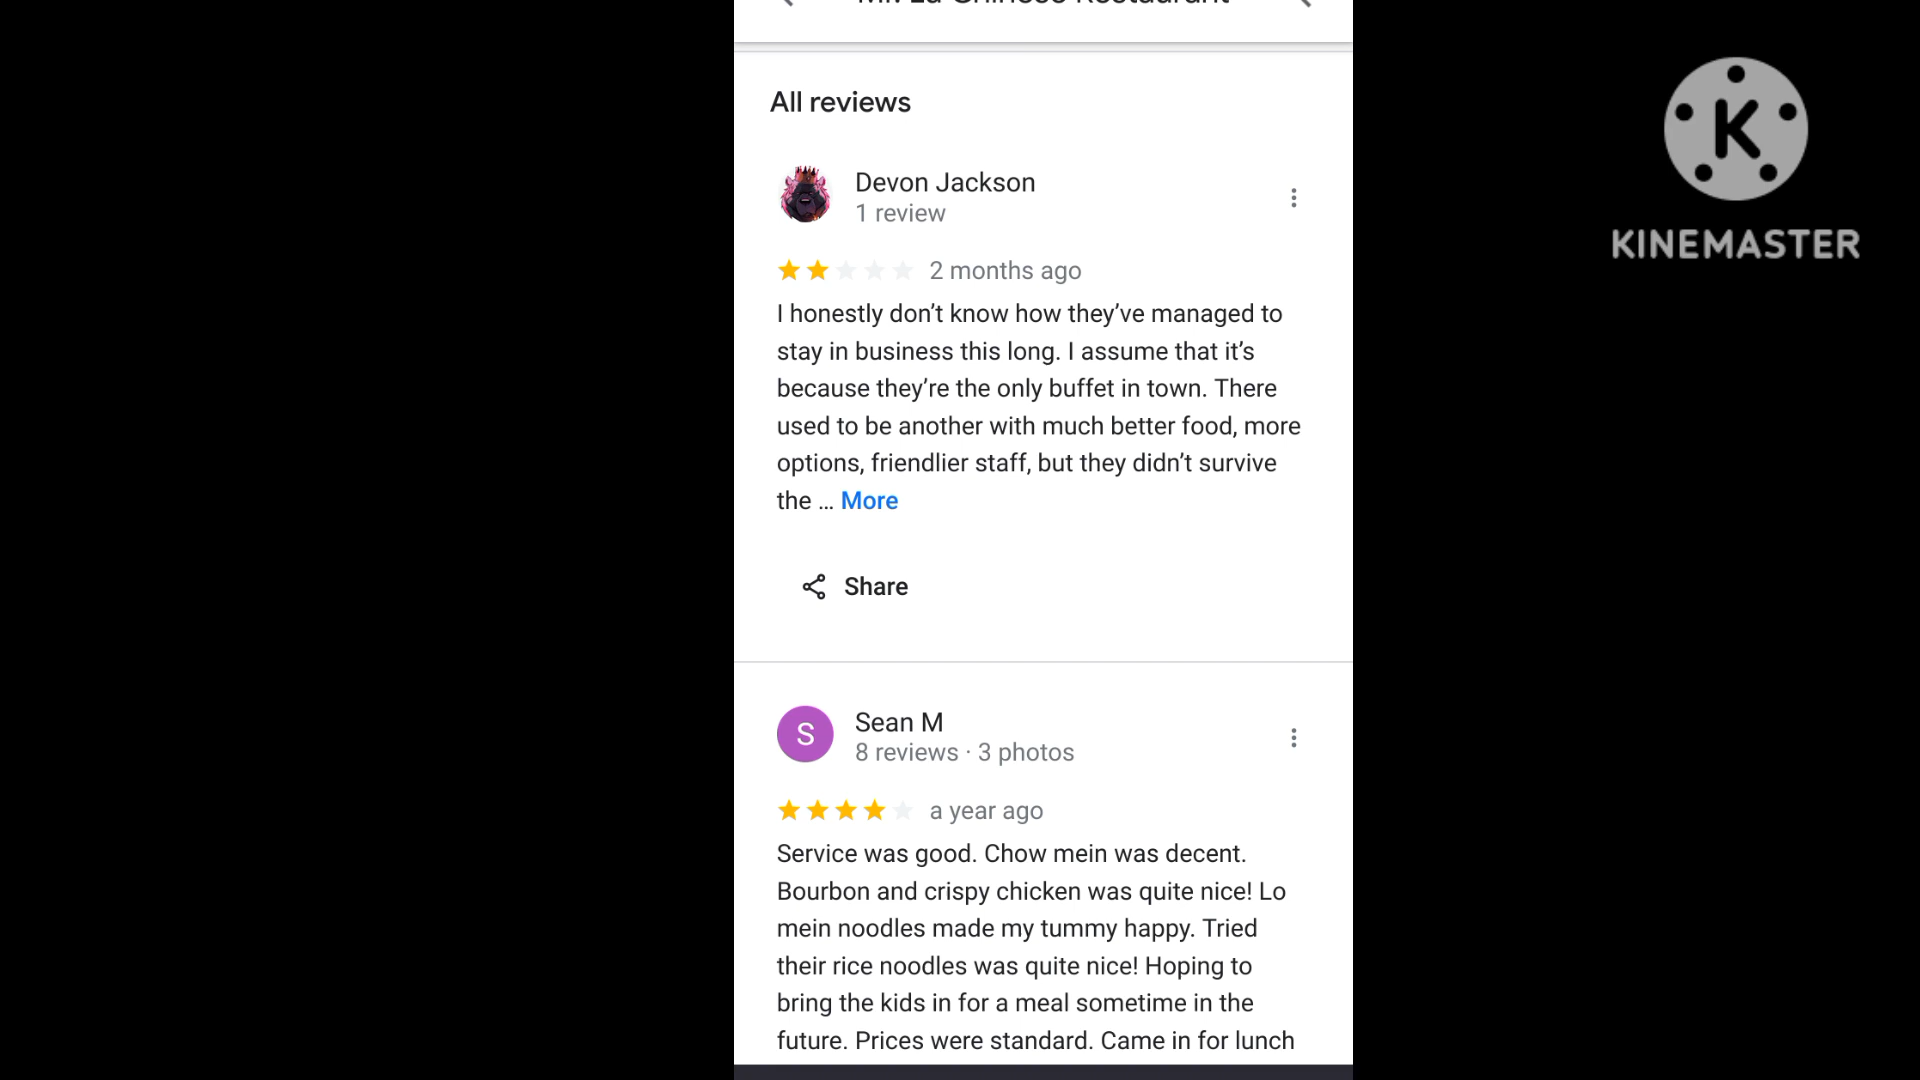 Chinese Restaurant
All reviews
K
KINEMASTER
Devon Jackson
1 review
2 months ago
I honestly don’t know how they’ve managed to
stay in business this long. I assume that it’s
because they’re the only buffet in town. There
used to be another with much better food, more
options, friendlier staff, but they didn’t survive
the ... More
Share
S
Sean M
8 reviews · 3 photos
a year ago
Service was good. Chow mein was decent.
Bourbon and crispy chicken was quite nice! Lo
mein noodles made my tummy happy. Tried
their rice noodles was quite nice! Hoping to
bring the kids in for a meal sometime in the
future. Prices were standard. Came in for lunch